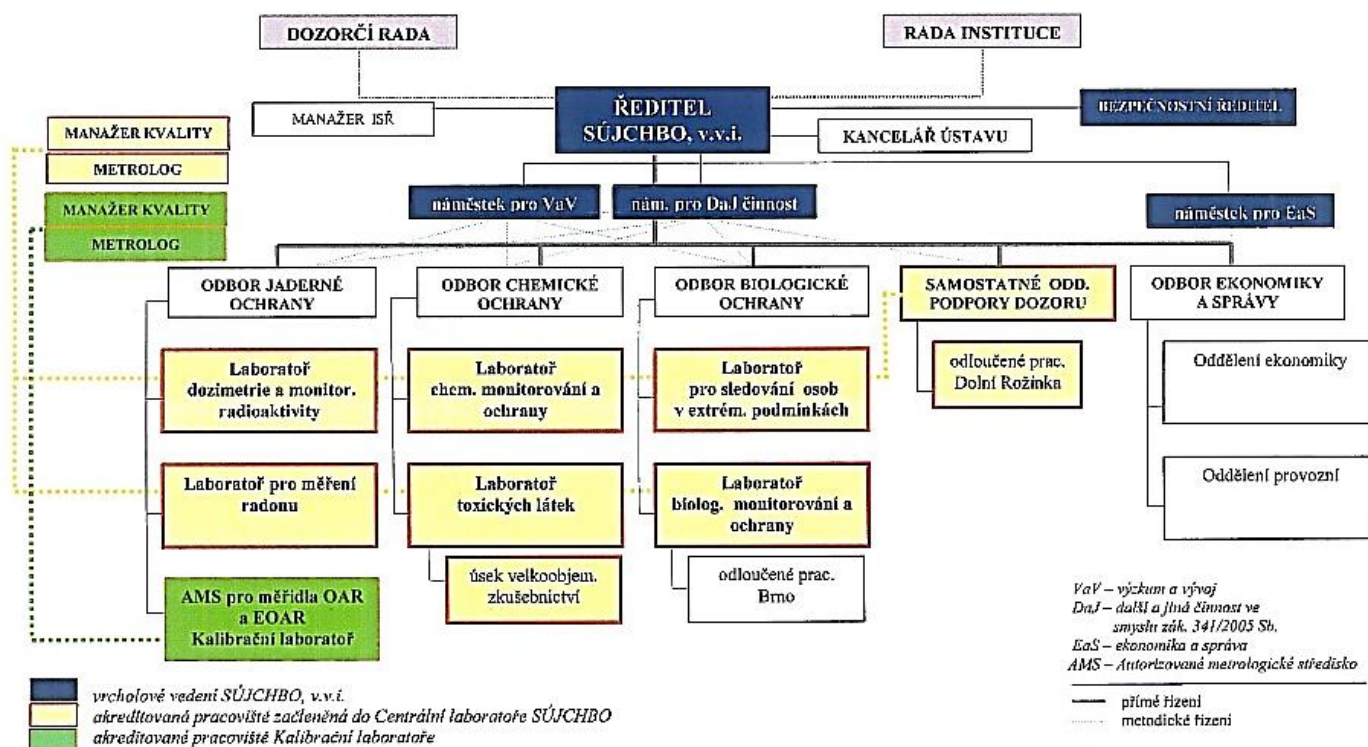 DOZORČÍ RADA
RADA INSTITUCE
ŘEDITEL
SÚJCHBO, v.v.i.
MANAŽER ISŘ
BEZPEČNOSTNÍ ŘEDITEL
KANCELÁŘ ÚSTAVU
MANAŽER KVALITY
METROLOG
MANAŽER KVALITY
METROLOG
náměstek pro VaV
nám. pro DaJ činnost
náměstek pro EaS
ODBOR JADERNÉ
OCHRANY
ODBOR CHEMICKÉ
OCHRANY
ODBOR BIOLOGICKÉ
OCHRANY
SAMOSTATNÉ ODD.
PODPORY DOZORU
ODBOR EKONOMIKY
A SPRÁVY
Laboratoř
dozimetrie a monitor.
radioaktivity
Laboratoř
chem. monitorování a
ochrany
Laboratoř
pro sledování osob
v extrém. podmínkách
odloučené prac.
Dolní Rožínka
Oddělení ekonomiky
Laboratoř pro měření
radonu
Laboratoř
toxických látek
Laboratoř
biolog. monitorování a
ochrany
Oddělení provozní
AMS pro měřidla OAR
a EOAR
Kalibrační laboratoř
úsek velkoobjem.
zkušebnictví
odloučené prac.
Brno
VaV – výzkum a vývoj
DaJ – další a jiná činnost ve
smyslu zák. 341/2005 Sb.
EaS – ekonomika a správa
AMS – Autorizované metrologické středisko
přímé řízení
metodické řízení
vrcholové vedení SÚJCHBO, v.v.i.
akreditovaná pracoviště začleněná do Centrální laboratoře SÚJCHBO
akreditované pracoviště Kalibrační laboratoře